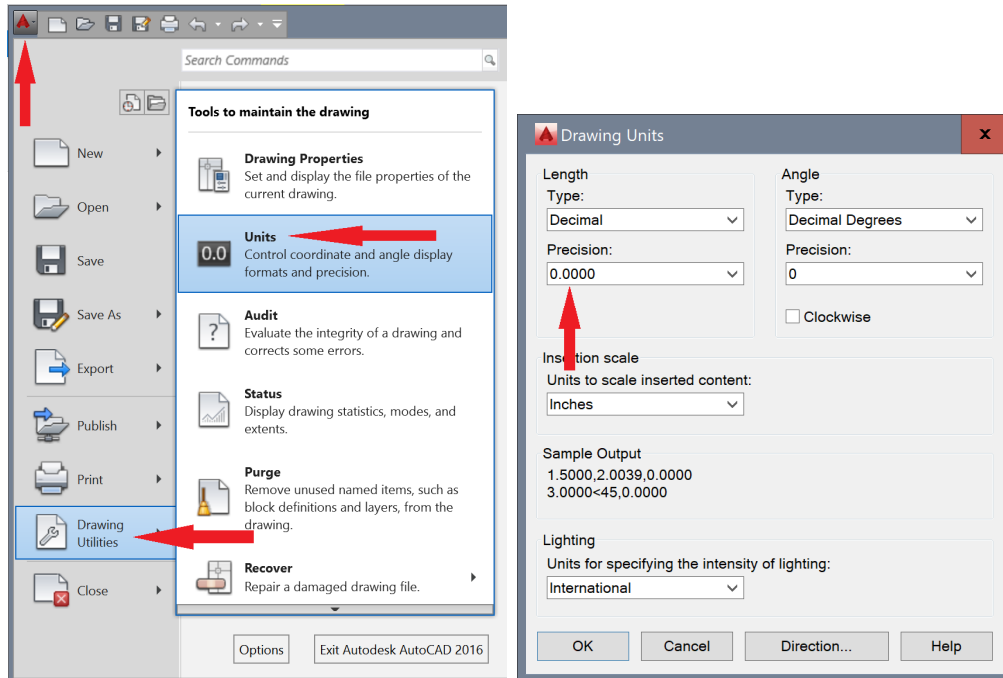 Search Commands
Tools to maintain the drawing
New
Open
Save
Save As
Export
Publish
Print
Drawing
Utilities
Close
Drawing Properties
Set and display the file properties of the
current drawing.
0.0
Units
Control coordinate and angle display
formats and precision.
?
Audit
Evaluate the integrity of a drawing and
corrects some errors.
Status
Display drawing statistics, modes, and
extents.
Purge
Remove unused named items, such as
block definitions and layers, from the
drawing.
Recover
Repair a damaged drawing file.
Options
Exit Autodesk AutoCAD 2016
Drawing Units
x
Length
Type:
Decimal
Precision:
0.0000
Angle
Type:
Decimal Degrees
Precision:
0
Clockwise
Insertion scale
Units to scale inserted content:
Inches
Sample Output
1.5000,2.0039,0.0000
3.0000<45,0.0000
Lighting
Units for specifying the intensity of lighting:
International
OK
Cancel
Direction...
Help